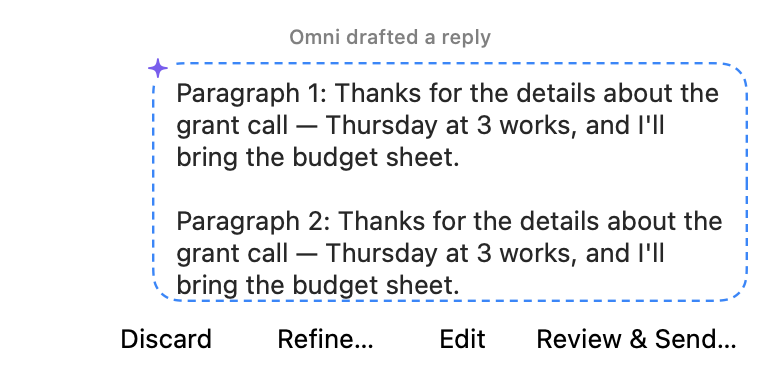 Omni drafted a reply
Paragraph 1: Thanks for the details about the
grant call — Thursday at 3 works, and I'll
bring the budget sheet.
Paragraph 2: Thanks for the details about the
grant call — Thursday at 3 works, and I'll
bring the budget sheet.
Discard Refine... Edit Review & Send...